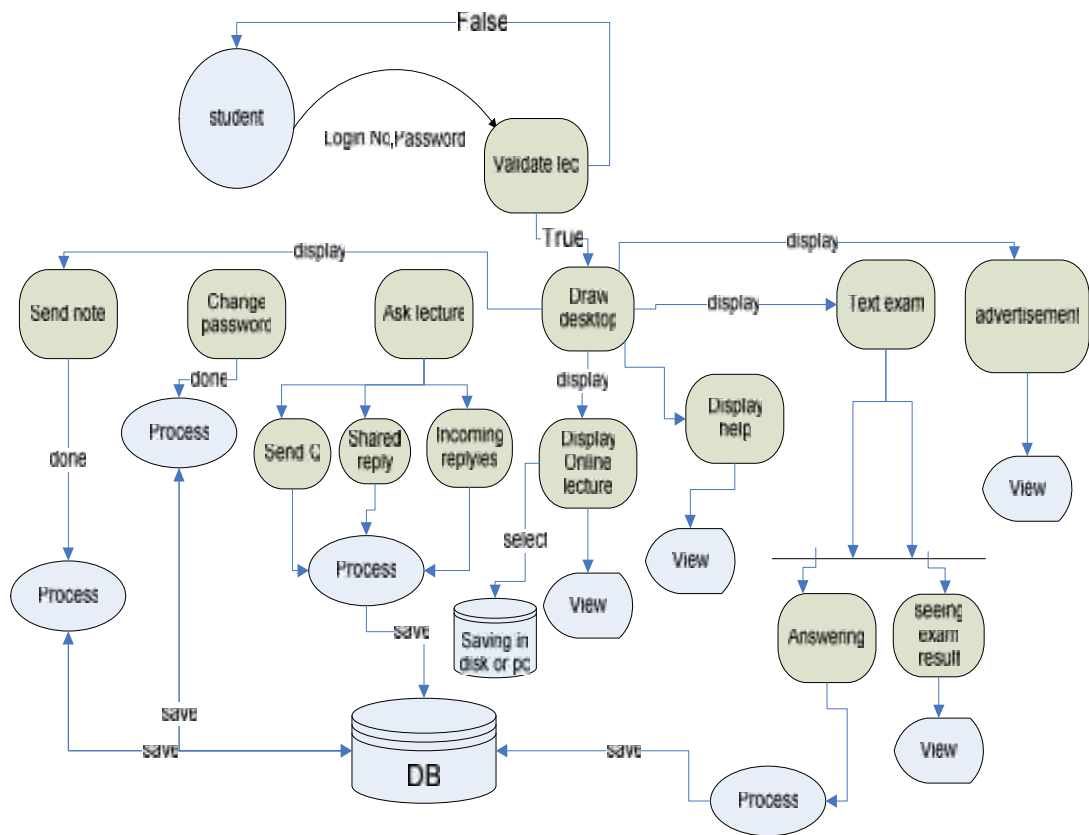 False
student
Login No,Password
Validate lec
True
display
display
Send note
Change
password
Ask lecture
Draw
desktop
display
Text exam
advertisement
done
display
Display
help
Process
Send Q
Shared
reply
Incoming
replyies
Display
Online
lecture
done
View
select
View
Process
Process
View
save
Saving in
disk or pc
Answering
seeing
exam
result
save
save
DB
save
View
Process